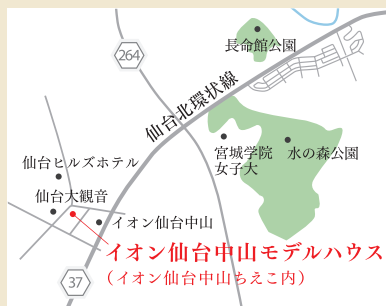 長命館公園
264
仙台北環状線
宮城学院
女子大
水の森公園
仙台ヒルズホテル
仙台大観音
イオン仙台中山
イオン仙台中山モデルハウス
（イオン仙台中山ちえこ内）
37